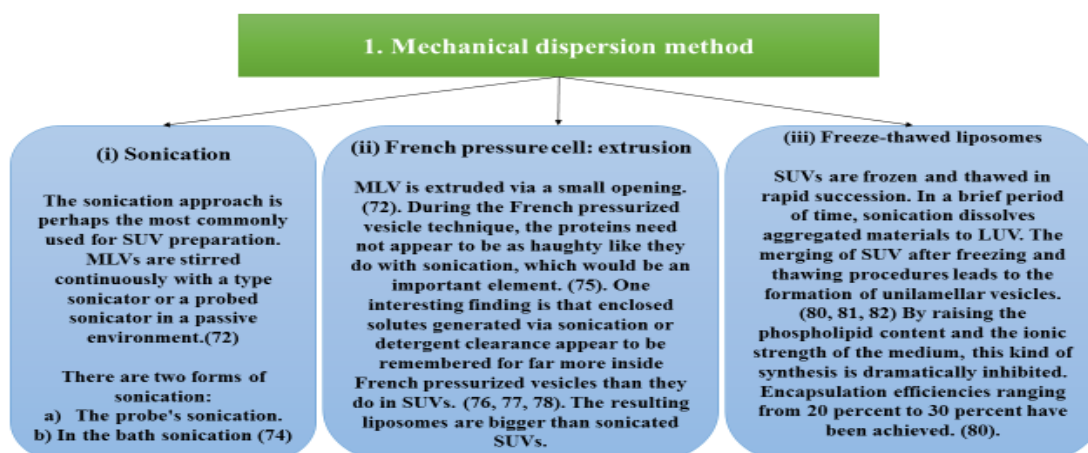 1. Mechanical dispersion method
(i) Sonication
The sonication approach is
perhaps the most commonly
used for SUV preparation.
MLVs are stirred
continuously with a type
sonicator or a probed
sonicator in a passive
environment.(72)
There are two forms of
sonication:
a) The probe's sonication.
b) In the bath sonication (74)
(ii) French pressure cell: extrusion
MLV is extruded via a small opening.
(72). During the French pressurized
vesicle technique, the proteins need
not appear to be as haughty like they
do with sonication, which would be an
important element. (75). One
interesting finding is that enclosed
solutes generated via sonication or
detergent clearance appear to be
remembered for far more inside
French pressurized vesicles than they
do in SUVs. (76, 77, 78). The resulting
liposomes are bigger than sonicated
SUVs.
(iii) Freeze-thawed liposomes
SUVs are frozen and thawed in
rapid succession. In a brief period
of time, sonication dissolves
aggregated materials to LUV. The
merging of SUV after freezing and
thawing procedures leads to the
formation of unilamellar vesicles.
(80, 81, 82) By raising the
phospholipid content and the ionic
strength of the medium, this kind of
synthesis is dramatically inhibited.
Encapsulation efficiencies ranging
from 20 percent to 30 percent have
been achieved. (80).